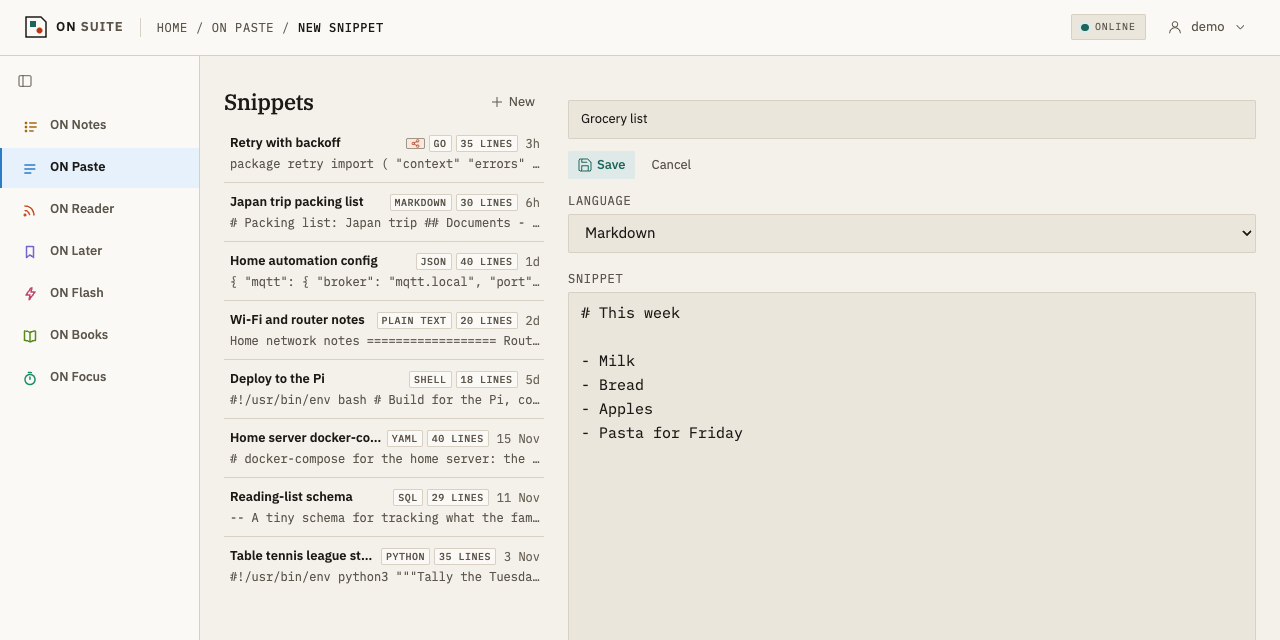 ON SUITE
HOME / ON PASTE / NEW SNIPPET
ONLINE
demo
ON Notes
ON Paste
ON Reader
ON Later
ON Flash
ON Books
ON Focus
Snippets
New
Retry with backoff GO 35 LINES 3h
package retry import ( "context" "errors" …
Japan trip packing list MARKDOWN 30 LINES 6h
# Packing list: Japan trip ## Documents - …
Home automation config JSON 40 LINES 1d
{ "mqtt": { "broker": "mqtt.local", "port"…
Wi-Fi and router notes PLAIN TEXT 20 LINES 2d
Home network notes ================== Rout…
Deploy to the Pi SHELL 18 LINES 5d
#!/usr/bin/env bash # Build for the Pi, co…
Home server docker-co… YAML 40 LINES 15 Nov
# docker-compose for the home server: the …
Reading-list schema SQL 29 LINES 11 Nov
-- A tiny schema for tracking what the fam…
Table tennis league st… PYTHON 35 LINES 3 Nov
#!/usr/bin/env python3 """Tally the Tuesda…
Grocery list
Save Cancel
LANGUAGE
Markdown
SNIPPET
# This week
- Milk
- Bread
- Apples
- Pasta for Friday